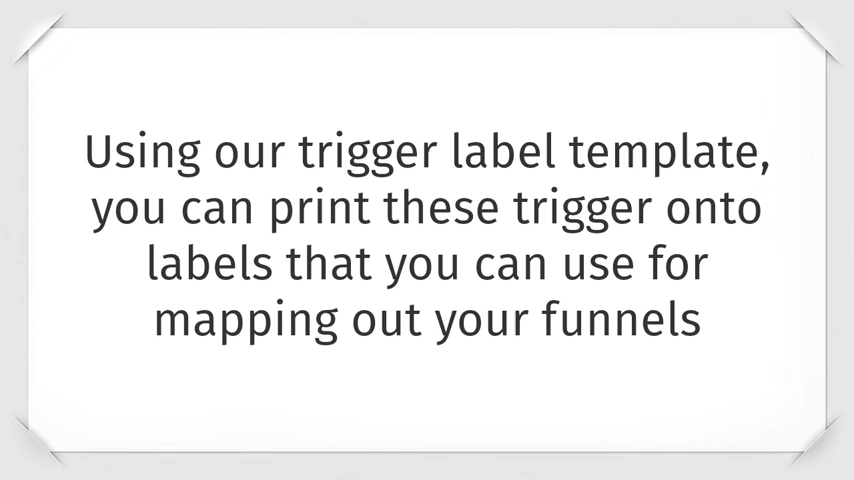 Using our trigger label template,
you can print these trigger onto
labels that you can use for
mapping out your funnels